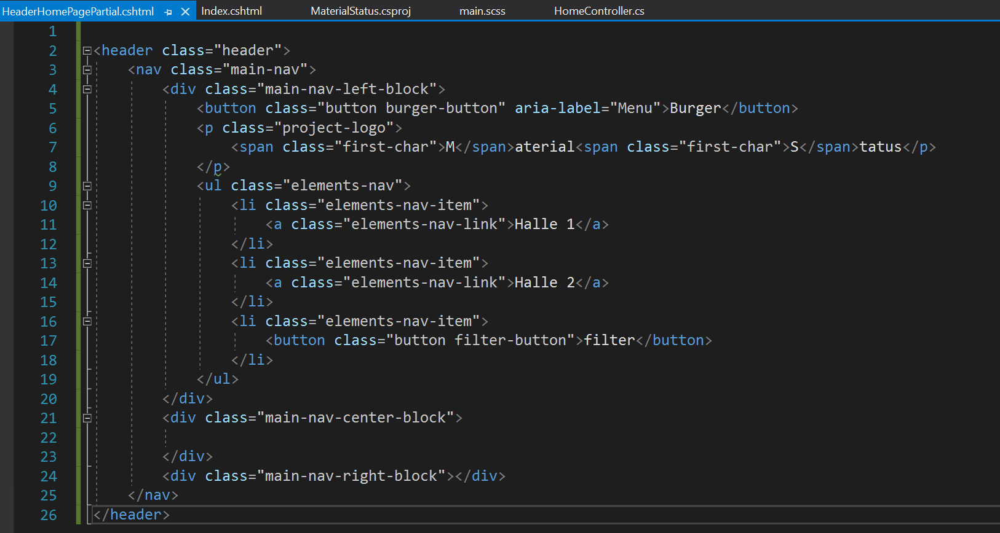 HeaderHomePagePartial.cshtml Index.cshtml MaterialStatus.csproj main.scss HomeController.cs
1
2 <header class="header">
3 <nav class="main-nav">
4 <div class="main-nav-left-block">
5 <button class="button burger-button" aria-label="Menu">Burger</button>
6 <p class="project-logo">
7 <span class="first-char">M</span>aterial<span class="first-char">S</span>tatus</p>
8 </p>
9 <ul class="elements-nav">
10 <li class="elements-nav-item">
11 <a class="elements-nav-link">Halle 1</a>
12 </li>
13 <li class="elements-nav-item">
14 <a class="elements-nav-link">Halle 2</a>
15 </li>
16 <li class="elements-nav-item">
17 <button class="button filter-button">filter</button>
18 </li>
19 </ul>
20 </div>
21 <div class="main-nav-center-block">
22
23 </div>
24 <div class="main-nav-right-block"></div>
25 </nav>
26 </header>